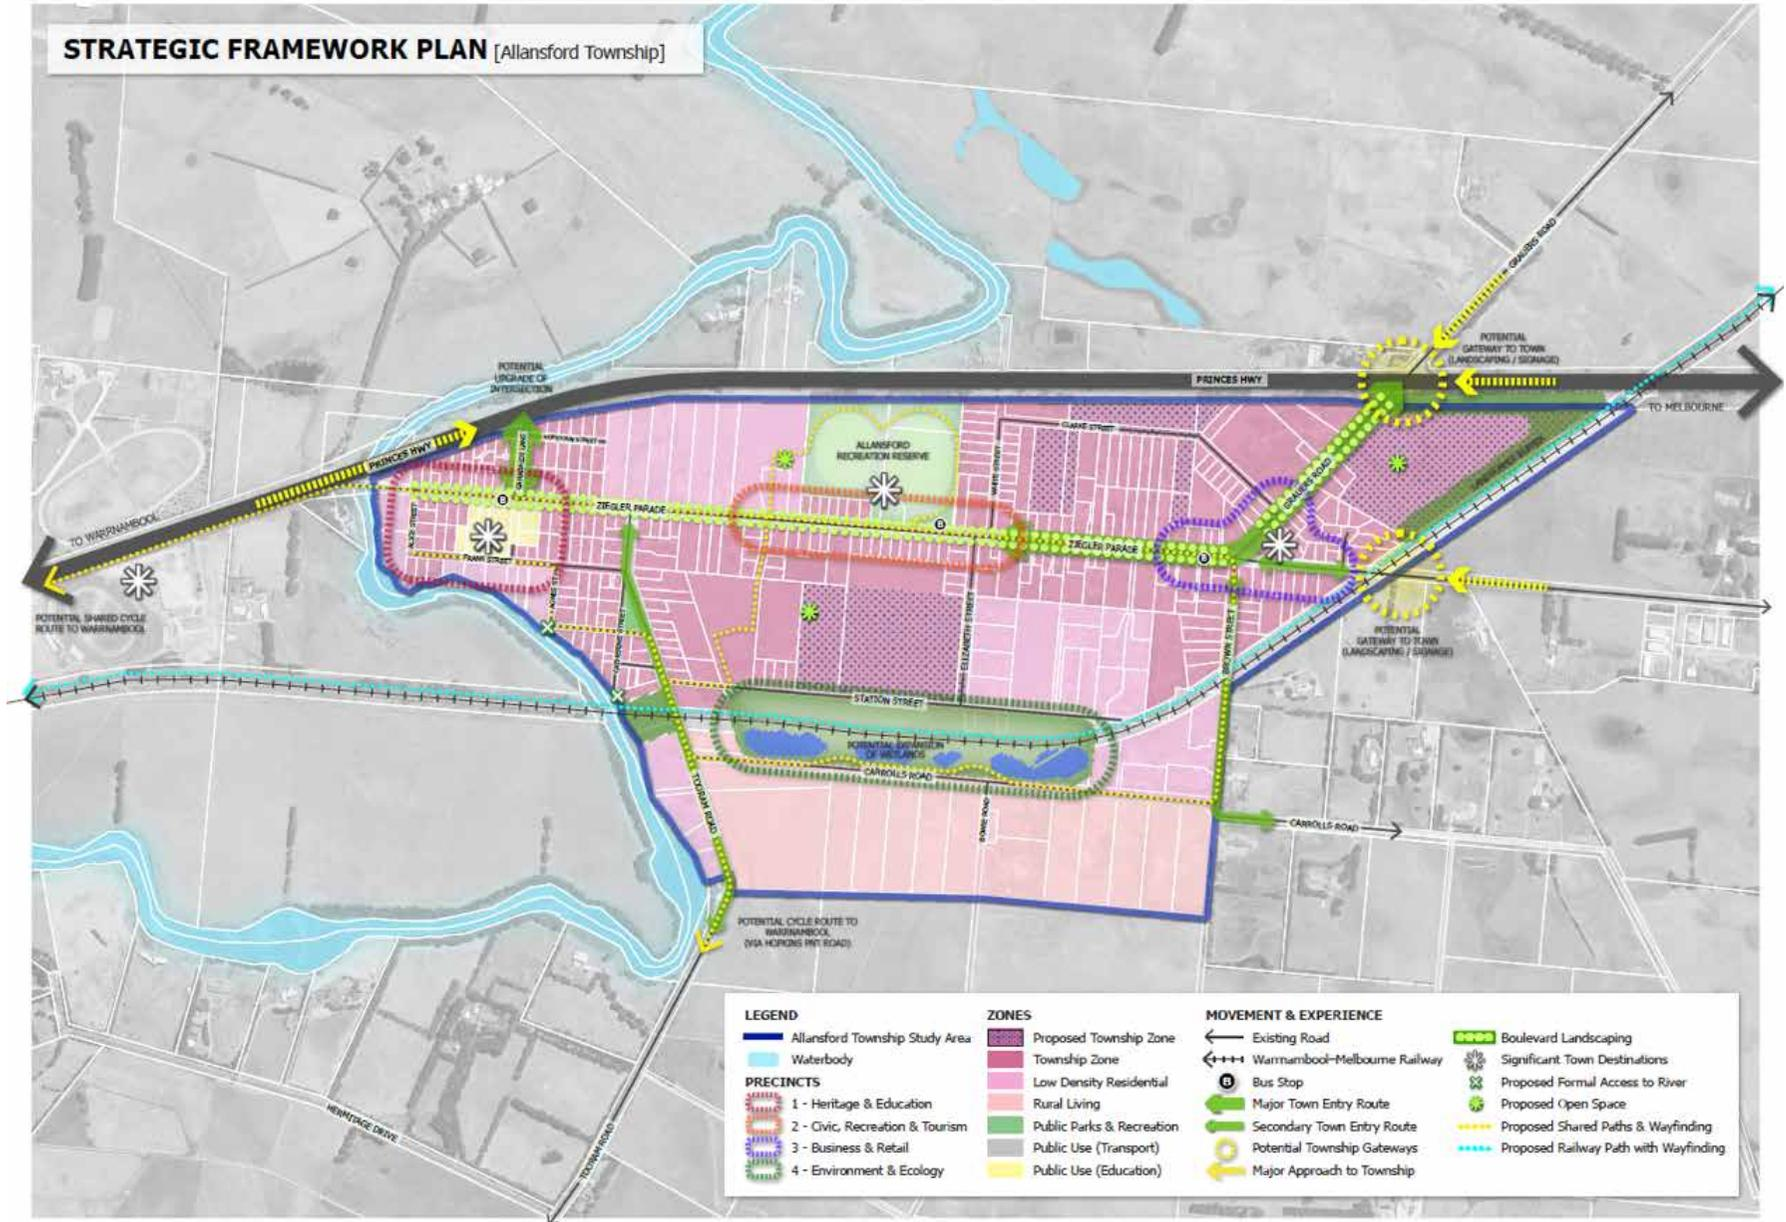 STRATEGIC FRAMEWORK PLAN [Allansford Township]
GRAUERS ROAD
POTENTIAL
GATEWAY TO TOWN
(LANDSCAPING / SIGNAGE)
POTENTIAL
UPGRADE OF
INTERSECTION
PRINCES HWY
TO MELBOURNE
PRINCES HWY
TO WARRNAMBOOL
ALLANSFORD
RECREATION RESERVE
CLARKE STREET
GRAUERS ROAD
ZIEGLER PARADE
B
B
ZIEGLER PARADE
B
FRANK STREET
POTENTIAL SHARED CYCLE
ROUTE TO WARRNAMBOOL
ELIZABETH STREET
BROWN STREET
POTENTIAL
GATEWAY TO TOWN
(LANDSCAPING / SIGNAGE)
STATION STREET
POTENTIAL EXPANSION
OF WETLANDS
CARROLLS ROAD
TOORAM ROAD
CARROLLS ROAD
POTENTIAL CYCLE ROUTE TO
WARRNAMBOOL
(VIA HOPKINS PNT ROAD)
HERMITAGE DRIVE
TOORAM ROAD
LEGEND
Allansford Township Study Area
Waterbody
PRECINCTS
1 - Heritage & Education
2 - Civic, Recreation & Tourism
3 - Business & Retail
4 - Environment & Ecology
ZONES
Proposed Township Zone
Township Zone
Low Density Residential
Rural Living
Public Parks & Recreation
Public Use (Transport)
Public Use (Education)
MOVEMENT & EXPERIENCE
Existing Road
Warrnambool-Melbourne Railway
B Bus Stop
Major Town Entry Route
Secondary Town Entry Route
Potential Township Gateways
Major Approach to Township
Boulevard Landscaping
Significant Town Destinations
Proposed Formal Access to River
Proposed Open Space
Proposed Shared Paths & Wayfinding
Proposed Railway Path with Wayfinding